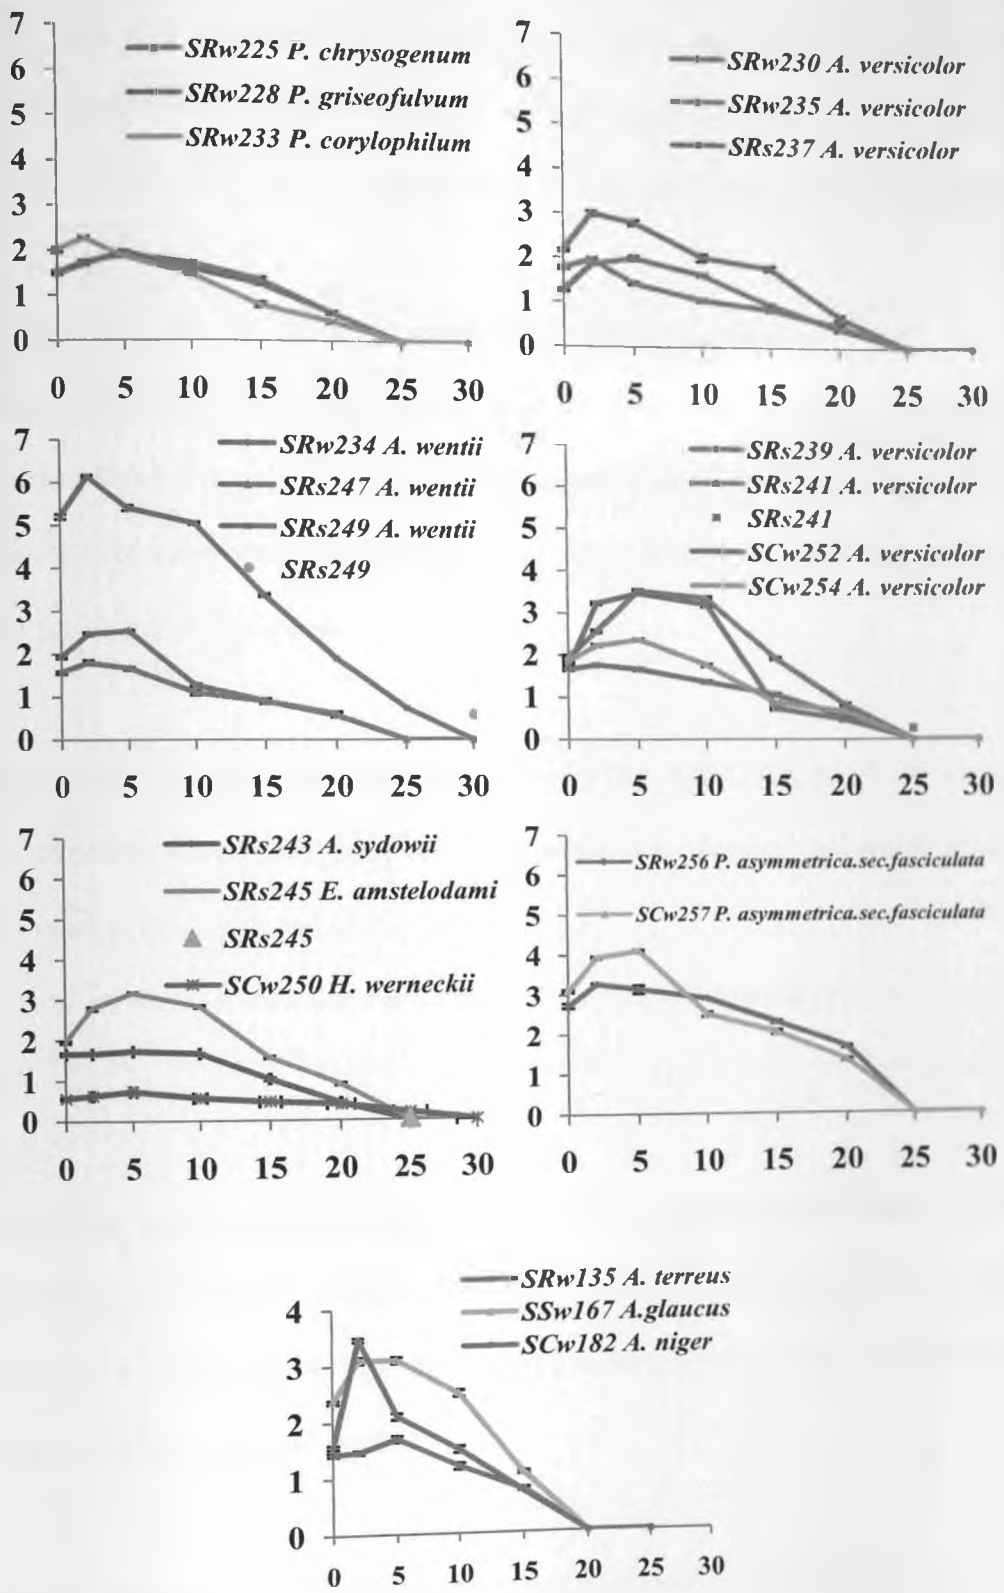 7
6
5
4
3
2
1
0
SRw225 P. chrysogenum
SRw228 P. griseofulvum
SRw233 P. corylophilum
0 5 10 15 20 25 30
7
6
5
4
3
2
1
0
SRw230 A. versicolor
SRw235 A. versicolor
SRs237 A. versicolor
0 5 10 15 20 25 30
7
6
5
4
3
2
1
0
SRw234 A. wentii
SRs247 A. wentii
SRs249 A. wentii
SRs249
0 5 10 15 20 25 30
7
6
5
4
3
2
1
0
SRs239 A. versicolor
SRs241 A. versicolor
SRs241
SCw252 A. versicolor
SCw254 A. versicolor
0 5 10 15 20 25 30
7
6
5
4
3
2
1
0
SRs243 A. sydowii
SRs245 E. amstelodami
SRs245
SCw250 H. werneckii
0 5 10 15 20 25 30
7
6
5
4
3
2
1
0
SRw256 P. asymmetrica.sec.fasciculata
SCw257 P. asymmetrica.sec.fasciculata
0 5 10 15 20 25 30
4
3
2
1
0
SRw135 A. terreus
SSw167 A.glaucus
SCw182 A. niger
0 5 10 15 20 25 30